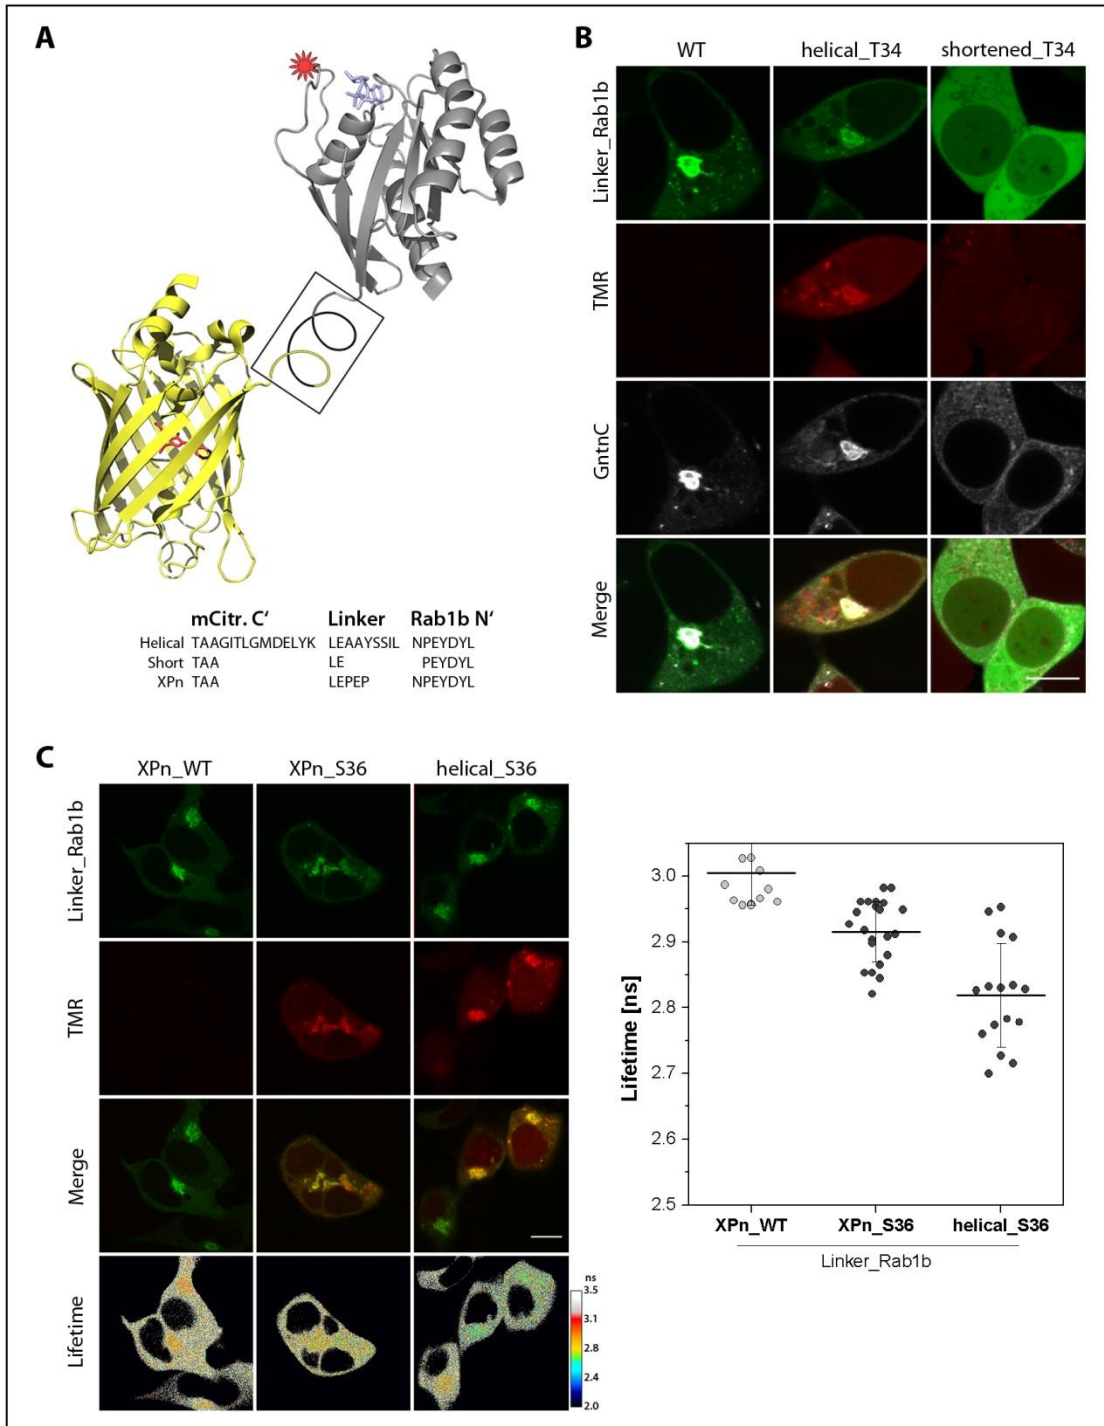 A
mCitr. C' Linker Rab1b N'
Helical TAAGITLGMDELYK LEAAYSSIL NPEYDYL
Short TAA LE PEYDYL
XPn TAA LEPEP NPEYDYL
B
WT helical_T34 shortened_T34
Linker_Rab1b
TMR
GntnC
Merge
C
XPn_WT XPn_S36 helical_S36
Linker_Rab1b
TMR
Merge
Lifetime
ns
3.5
3.1
2.8
2.4
2.0
Lifetime [ns]
3.0
2.9
2.8
2.7
2.6
2.5
XPn_WT XPn_S36 helical_S36
Linker_Rab1b